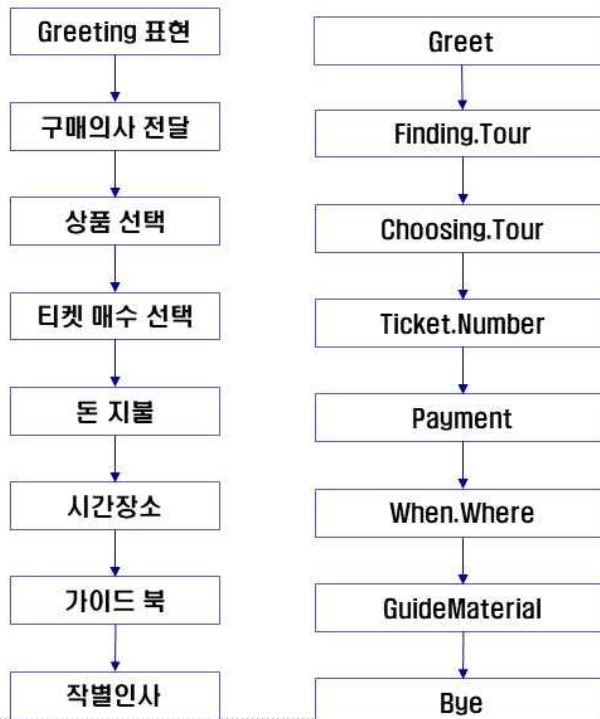 Greeting 표현
구매의사 전달
상품 선택
티켓 매수 선택
돈 지불
시간장소
가이드 북
작별인사
Greet
Finding.Tour
Choosing.Tour
Ticket.Number
Payment
When.Where
GuideMaterial
Bye